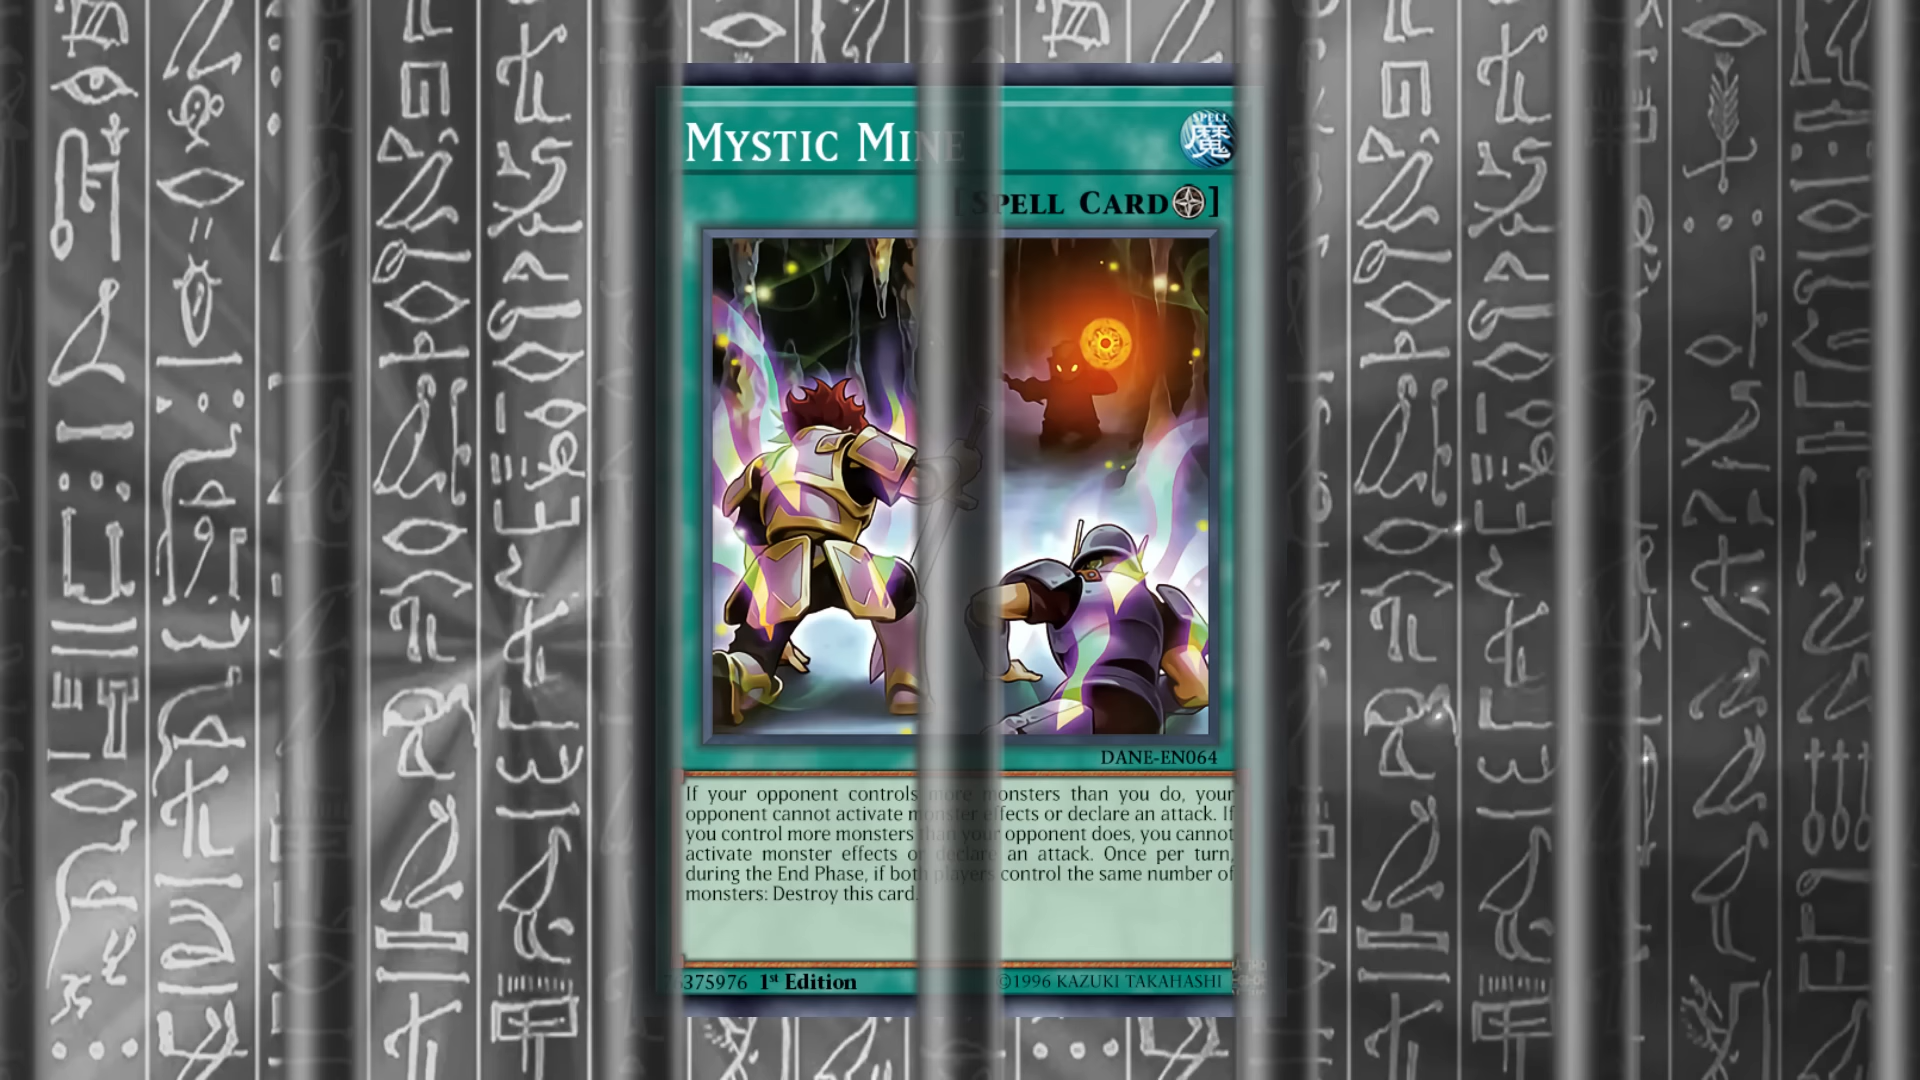 MYSTIC MINE
SPELL
魔
[SPELL CARD]
DANE-EN064
If your opponent controls more monsters than you do, your
opponent cannot activate monster effects or declare an attack. If
you control more monsters than your opponent does, you cannot
activate monster effects or declare an attack. Once per turn,
during the End Phase, if both players control the same number of
monsters: Destroy this card.
375976 1st Edition
©1996 KAZUKI TAKAHASHI